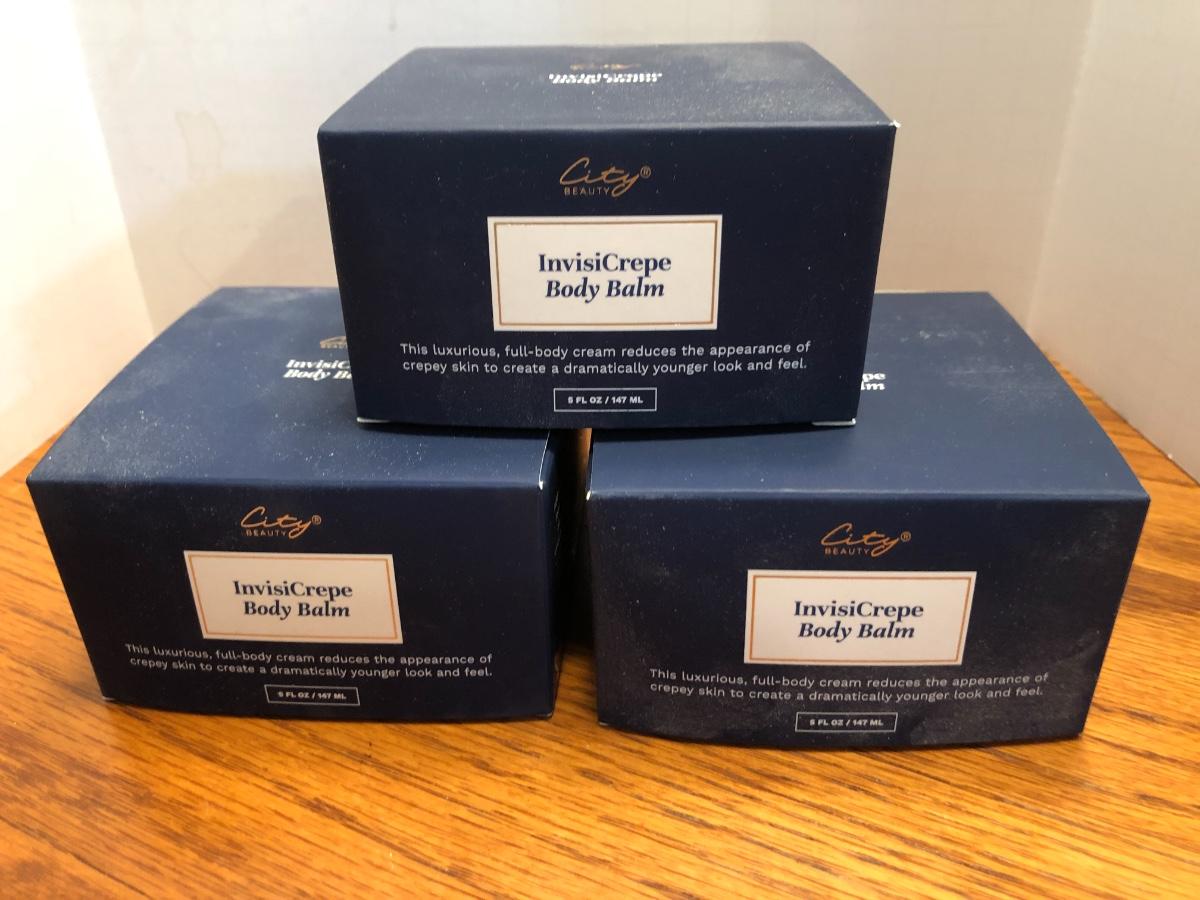 InvisiCrepe
Body Balm
City®
BEAUTY
InvisiCrepe
Body Balm
This luxurious, full-body cream reduces the appearance of
crepey skin to create a dramatically younger look and feel.
5 FL OZ / 147 ML
City®
BEAUTY
InvisiCrepe
Body Balm
This luxurious, full-body cream reduces the appearance of
crepey skin to create a dramatically younger look and feel.
5 FL OZ / 147 ML
City®
BEAUTY
InvisiCrepe
Body Balm
This luxurious, full-body cream reduces the appearance of
crepey skin to create a dramatically younger look and feel.
5 FL OZ / 147 ML